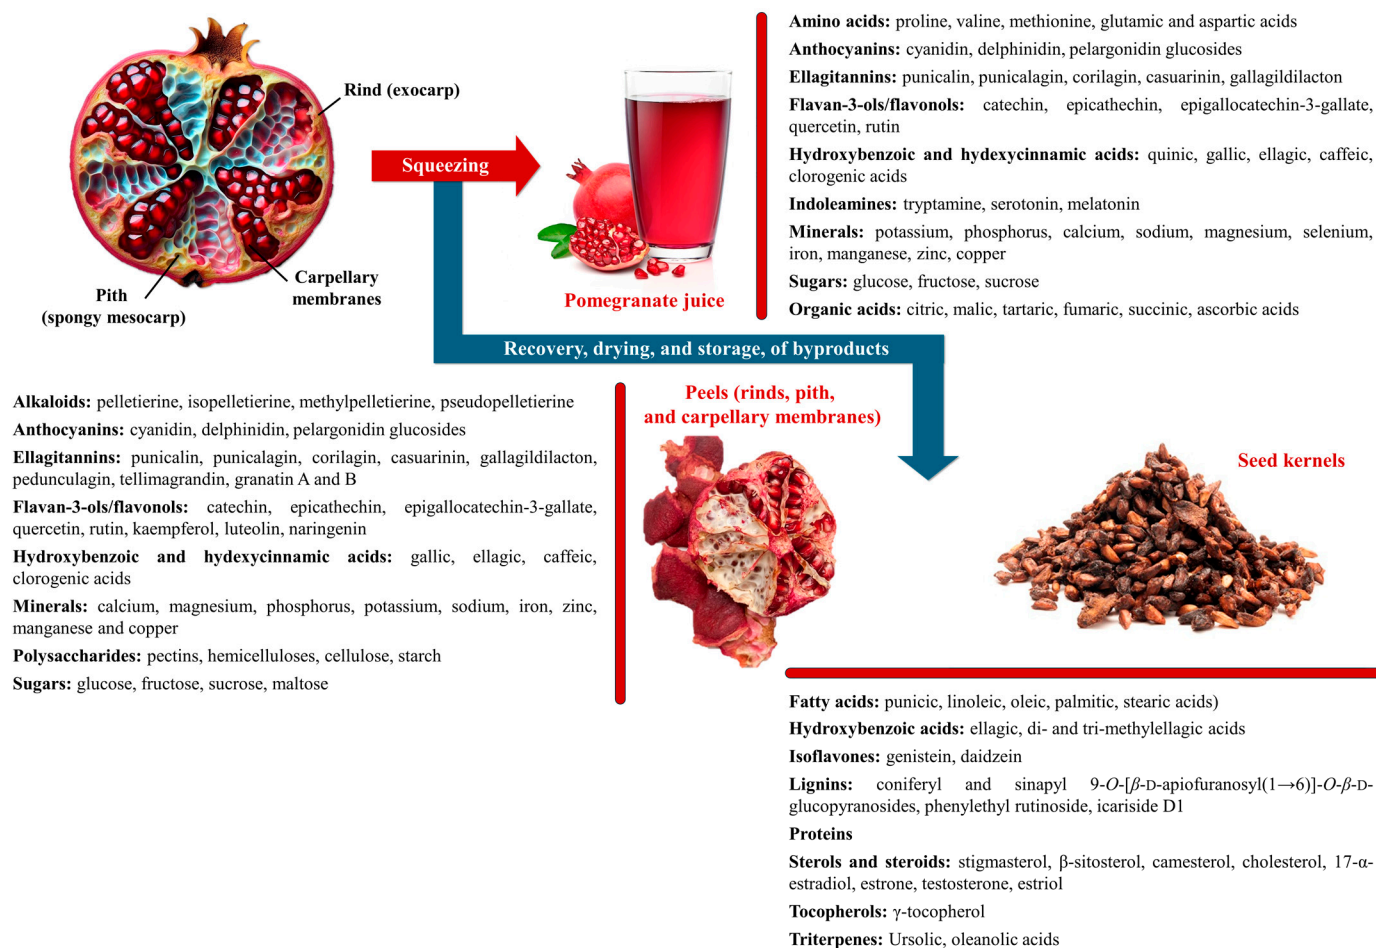 Rind (exocarp)
Carpellary
membranes
Pith
(spongy mesocarp)
Squeezing
Pomegranate juice
Amino acids: proline, valine, methionine, glutamic and aspartic acids
Anthocyanins: cyanidin, delphinidin, pelargonidin glucosides
Ellagitannins: punicalin, punicalagin, corilagin, casuarinin, gallagildilacton
Flavan-3-ols/flavonols: catechin, epicathechin, epigallocatechin-3-gallate,
quercetin, rutin
Hydroxybenzoic and hydexycinnamic acids: quinic, gallic, ellagic, caffeic,
clorogenic acids
Indoleamines: tryptamine, serotonin, melatonin
Minerals: potassium, phosphorus, calcium, sodium, magnesium, selenium,
iron, manganese, zinc, copper
Sugars: glucose, fructose, sucrose
Organic acids: citric, malic, tartaric, fumaric, succinic, ascorbic acids
Recovery, drying, and storage, of byproducts
Alkaloids: pelletierine, isopelletierine, methylpelletierine, pseudopelletierine
Anthocyanins: cyanidin, delphinidin, pelargonidin glucosides
Ellagitannins: punicalin, punicalagin, corilagin, casuarinin, gallagildilacton,
pedunculagin, tellimagrandin, granatin A and B
Flavan-3-ols/flavonols: catechin, epicathechin, epigallocatechin-3-gallate,
quercetin, rutin, kaempferol, luteolin, naringenin
Hydroxybenzoic and hydexycinnamic acids: gallic, ellagic, caffeic,
clorogenic acids
Minerals: calcium, magnesium, phosphorus, potassium, sodium, iron, zinc,
manganese and copper
Polysaccharides: pectins, hemicelluloses, cellulose, starch
Sugars: glucose, fructose, sucrose, maltose
Peels (rinds, pith,
and carpellary membranes)
Seed kernels
Fatty acids: punicic, linoleic, oleic, palmitic, stearic acids)
Hydroxybenzoic acids: ellagic, di- and tri-methylellagic acids
Isoflavones: genistein, daidzein
Lignins: coniferyl and sinapyl 9-O-[β-D-apiofuranosyl(1→6)]-O-β-D-
glucopyranosides, phenylethyl rutinoside, icariside D1
Proteins
Sterols and steroids: stigmasterol, β-sitosterol, camesterol, cholesterol, 17-α-
estradiol, estrone, testosterone, estriol
Tocopherols: γ-tocopherol
Triterpenes: Ursolic, oleanolic acids